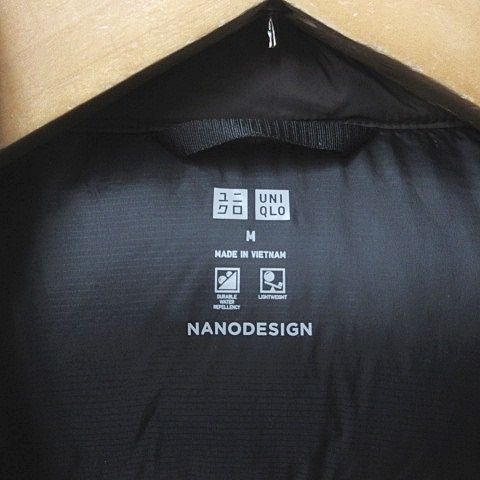 ユニ UNI
クロ QLO
M
MADE IN VIETNAM
DURABLE LIGHTWEIGHT
WATER
REPELLENCY
NANODESIGN